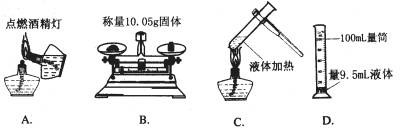 点燃酒精灯
称量10.05g固体
液体加热
100mL量筒
量9.5mL液体
A.
B.
C.
D.